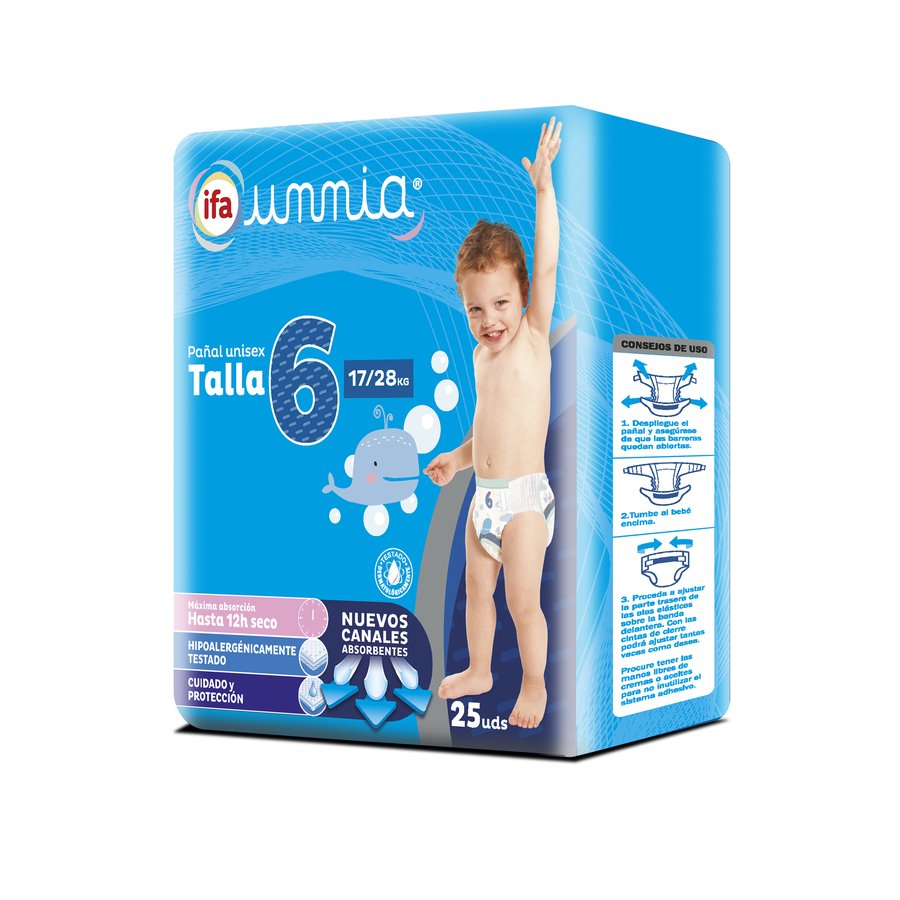 ifa ummia®
Pañal unisex
Talla 6
17/28KG
6
TESTADO
DERMATOLÓGICAMENTE
Máxima absorción
Hasta 12h seco
HIPOALERGÉNICAMENTE
TESTADO
CUIDADO y
PROTECCIÓN
NUEVOS
CANALES
ABSORBENTES
25uds
CONSEJOS DE USO
1. Despliegue el
pañal y asegúrese
de que las barreras
quedan abiertas.
2.Tumbe al bebé
encima.
3. Proceda a ajustar
la parte trasera de
las alas elásticas
sobre la banda
delantera. Con las
cintas de cierre
podrá ajustar tantas
veces como desee.
Procure tener las
manos libres de
cremas o aceites
para no inutilizar el
sistema adhesivo.